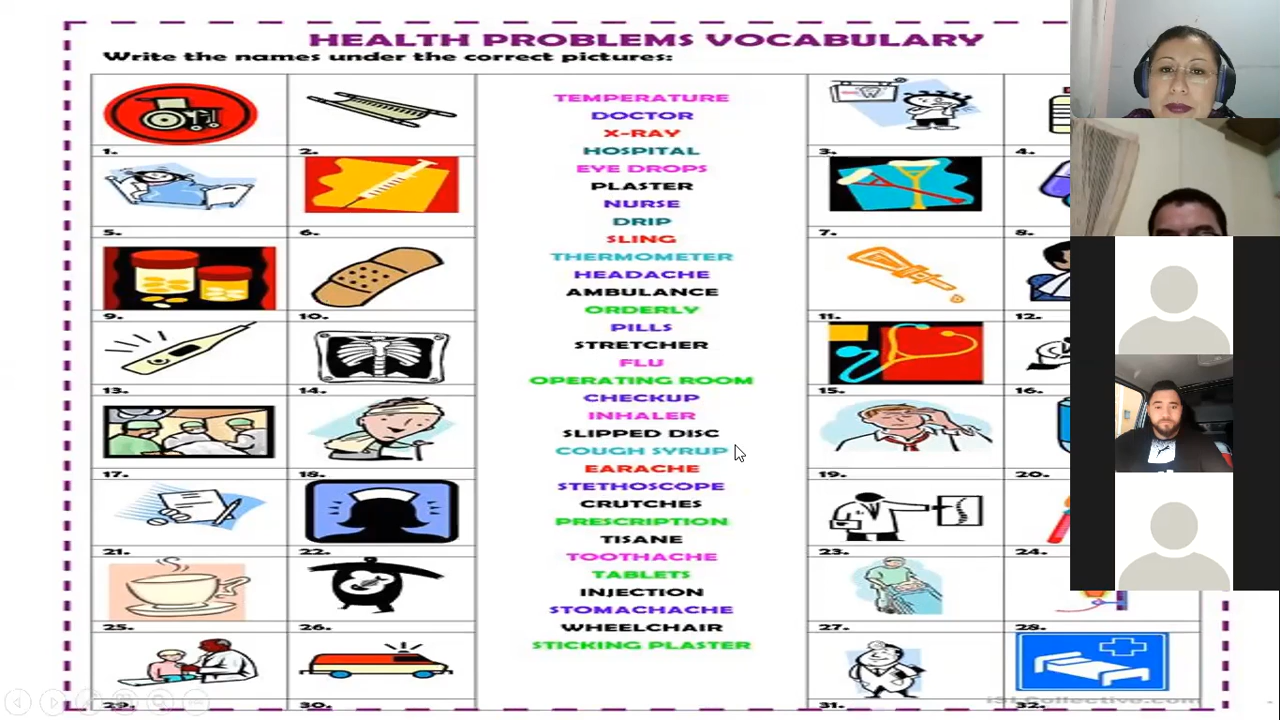 HEALTH PROBLEMS VOCABULARY
Write the names under the correct pictures:
TEMPERATURE
DOCTOR
X-RAY
HOSPITAL
EYE DROPS
PLASTER
NURSE
DRIP
SLING
THERMOMETER
HEADACHE
AMBULANCE
ORDERLY
PILLS
STRETCHER
FLU
OPERATING ROOM
CHECKUP
INHALER
SLIPPED DISC
COUGH SYRUP
EARACHE
STETHOSCOPE
CRUTCHES
PRESCRIPTION
TISANE
TOOTHACHE
TABLETS
INJECTION
STOMACHACHE
WHEELCHAIR
STICKING PLASTER
1. 2. 3. 4.
5. 6. 7. 8.
9. 10. 11. 12.
13. 14. 15. 16.
17. 18. 19. 20.
21. 22. 23. 24.
25. 26. 27. 28.
29. 30. 31. 32.
iSLCollective.com